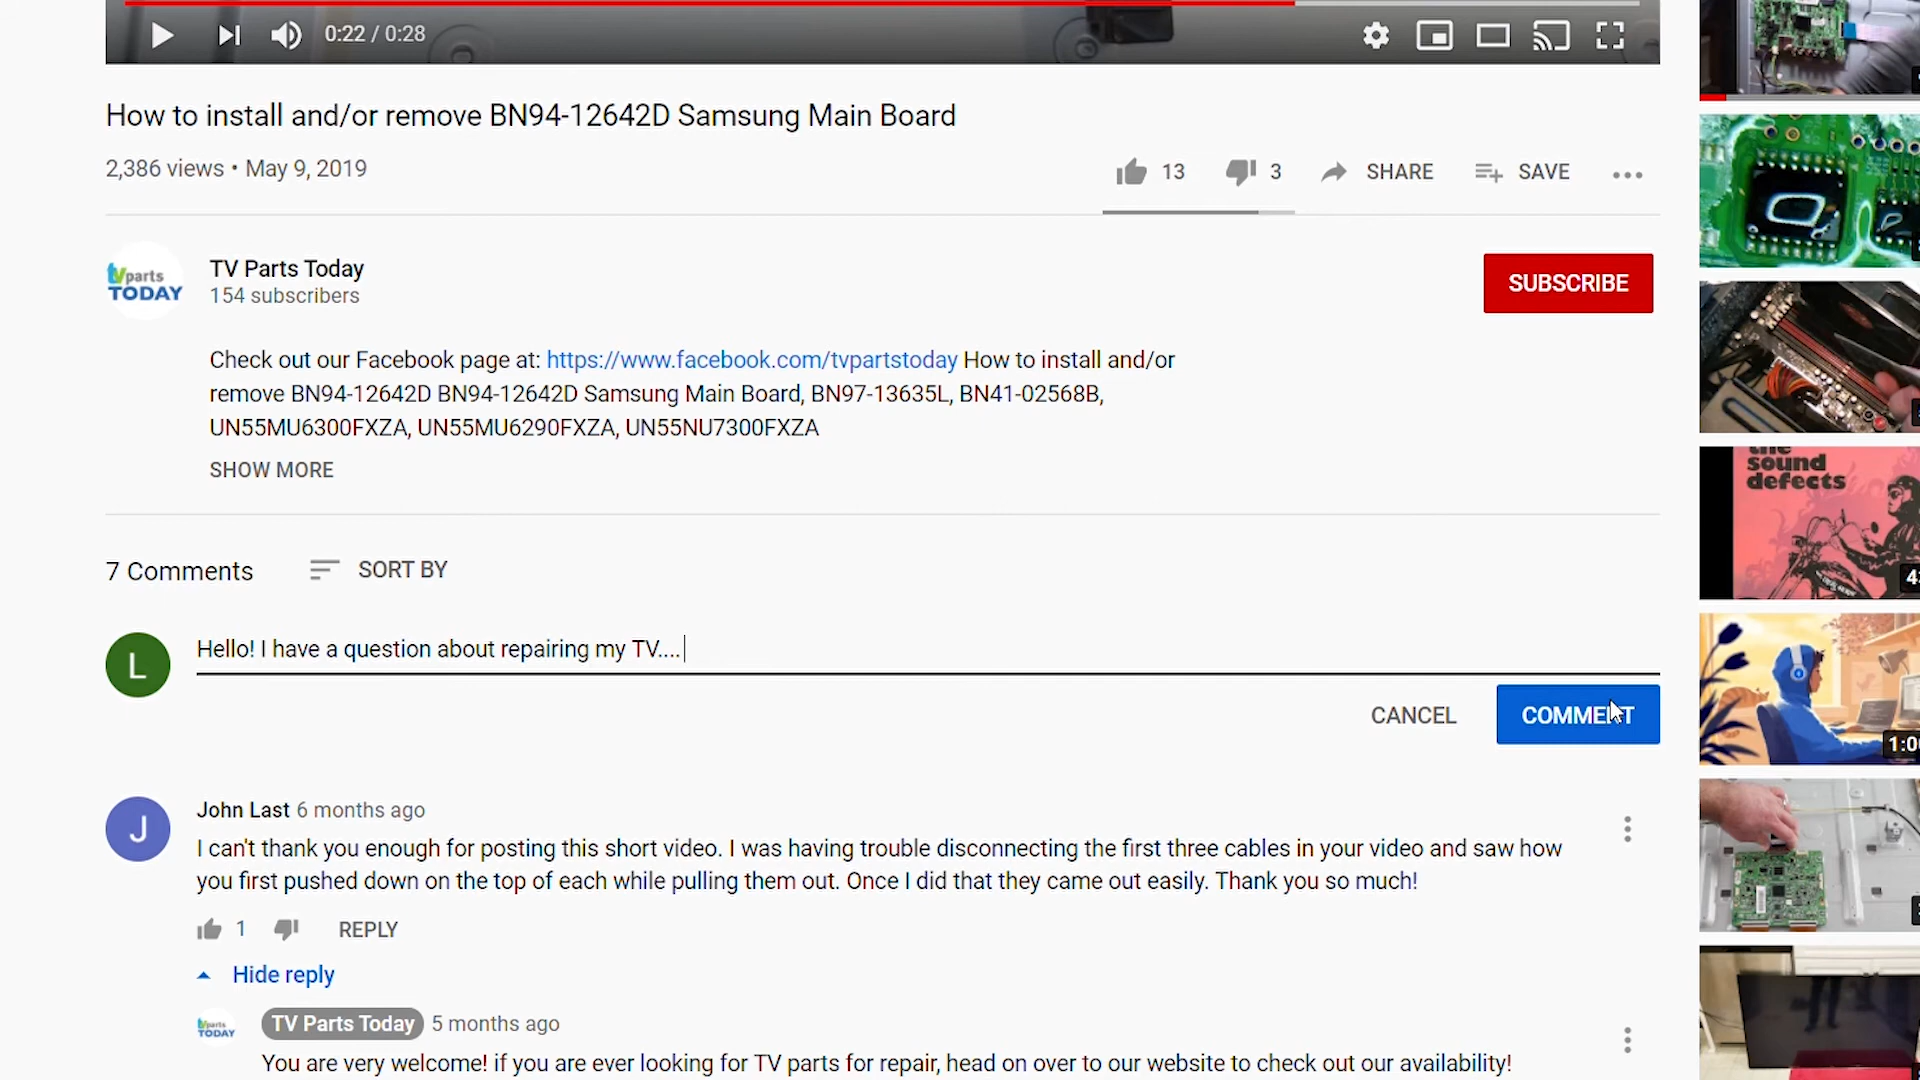 0:22 / 0:28
How to install and/or remove BN94-12642D Samsung Main Board
2,386 views • May 9, 2019
13
3
SHARE
SAVE
tvparts
TODAY
TV Parts Today
154 subscribers
SUBSCRIBE
Check out our Facebook page at: https://www.facebook.com/tvpartstoday How to install and/or
remove BN94-12642D BN94-12642D Samsung Main Board, BN97-13635L, BN41-02568B,
UN55MU6300FXZA, UN55MU6290FXZA, UN55NU7300FXZA
SHOW MORE
7 Comments
SORT BY
L
Hello! I have a question about repairing my TV....
CANCEL
COMMENT
J
John Last 6 months ago
I can't thank you enough for posting this short video. I was having trouble disconnecting the first three cables in your video and saw how
you first pushed down on the top of each while pulling them out. Once I did that they came out easily. Thank you so much!
1
REPLY
Hide reply
tvparts
TODAY
TV Parts Today 5 months ago
You are very welcome! if you are ever looking for TV parts for repair, head on over to our website to check out our availability!
the
sound
defects
4:
1:0